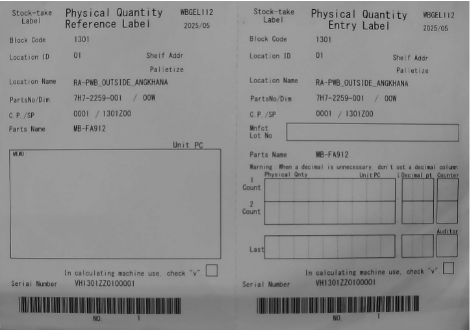 Stock-take Label Physical Quantity Reference Label WBGEL112 2025/05
Block Code 1301
Location ID 01 Shelf Addr
Palletize
Location Name RA-PWB_OUTSIDE_ANGKHANA
PartsNo/Dim 7H7-2259-001 / 00W
C.P./SP 0001 / 1301Z00
Parts Name MB-FA912
Unit PC
MEMO
In calculating machine use, check "v"
Serial Number VH1301ZZ0100001
NO. 1
Stock-take Label Physical Quantity Entry Label WBGEL112 2025/05
Block Code 1301
Location ID 01 Shelf Addr
Palletize
Location Name RA-PWB_OUTSIDE_ANGKHANA
PartsNo/Dim 7H7-2259-001 / 00W
C.P./SP 0001 / 1301Z00
Mnfct Lot No
Parts Name MB-FA912
Warning: When a decimal is unnecessary don't set a decimal column
Physical Qnty Unit PC Decimal pt. Counter
1 Count
2 Count
Auditor
Last
In calculating machine use, check "v"
Serial Number VH1301ZZ0100001
NO. 1